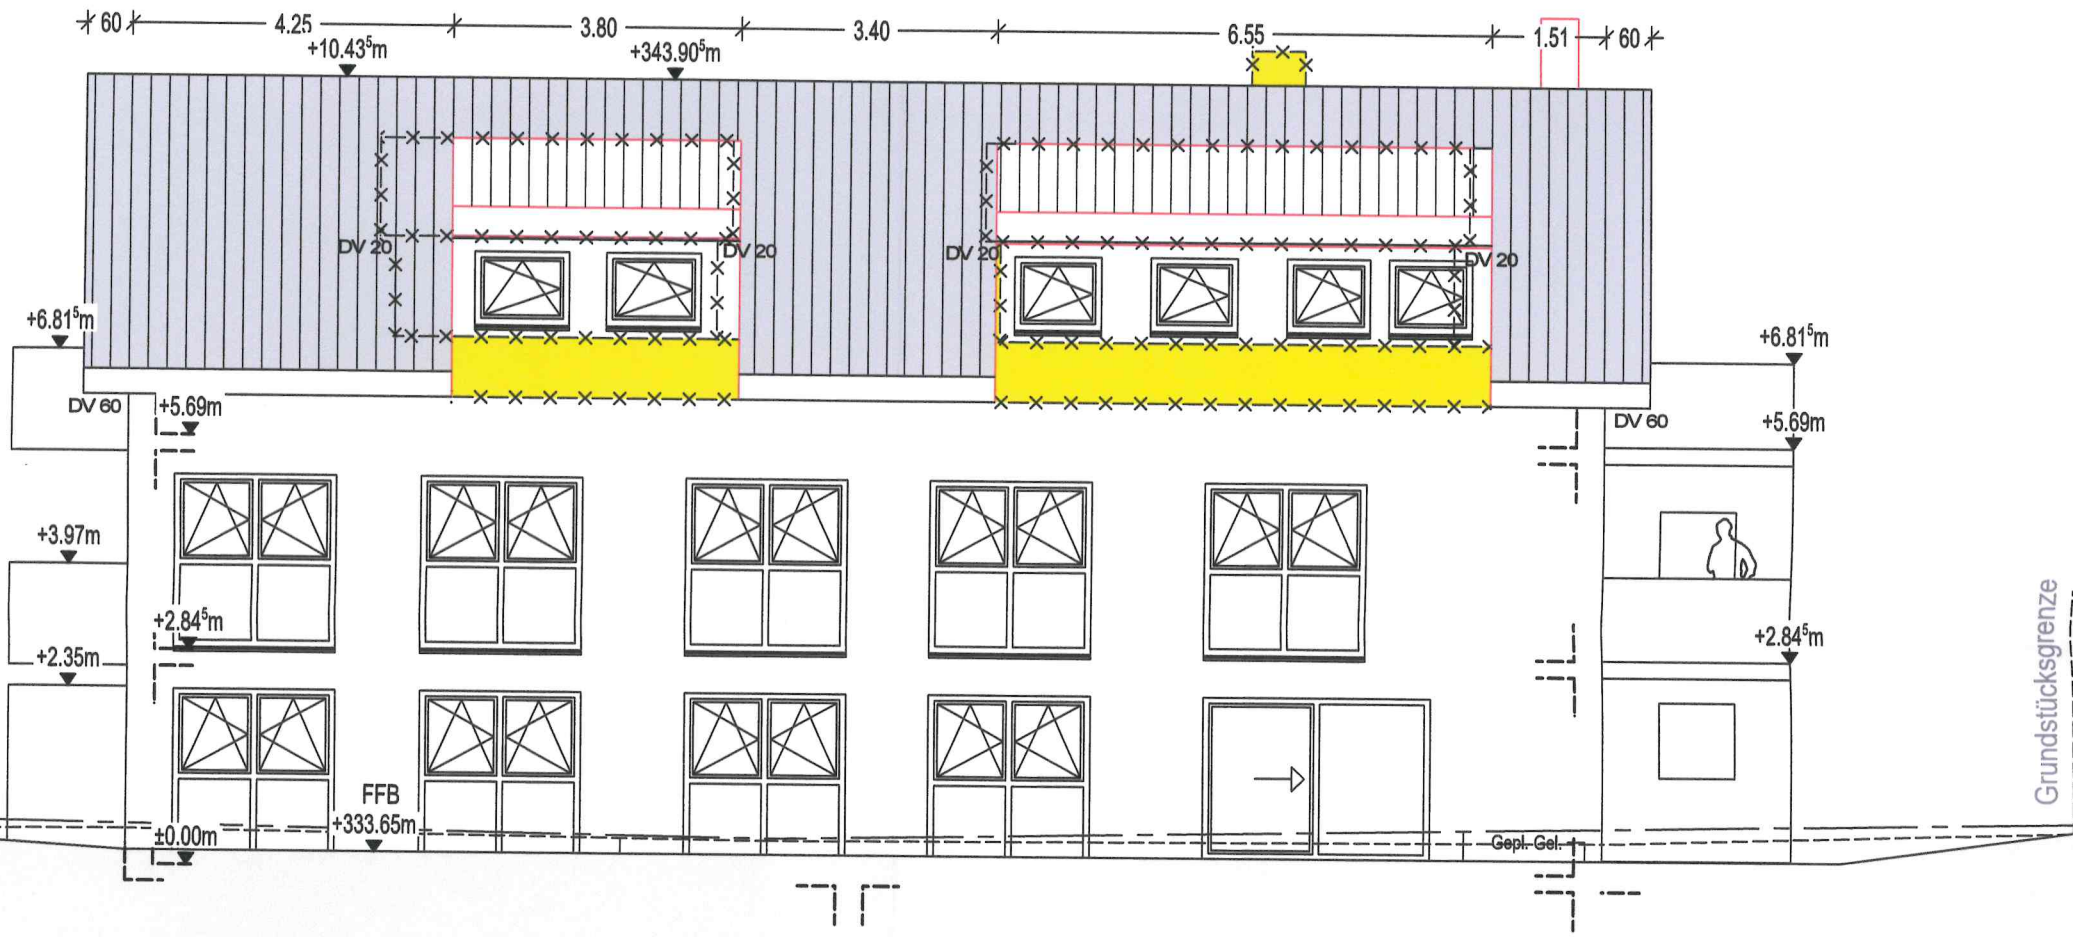 60 4.25 3.80 3.40 6.55 1.51 60
+10.43⁵m +343.90⁵m
DV 20 DV 20 DV 20 DV 20
+6.81⁵m +6.81⁵m
DV 60 +5.69m DV 60 +5.69m
+3.97m
+2.84⁵m +2.84⁵m
+2.35m
Grundstücksgrenze
FFB
+333.65m
±0.00m Gepl. Gel.